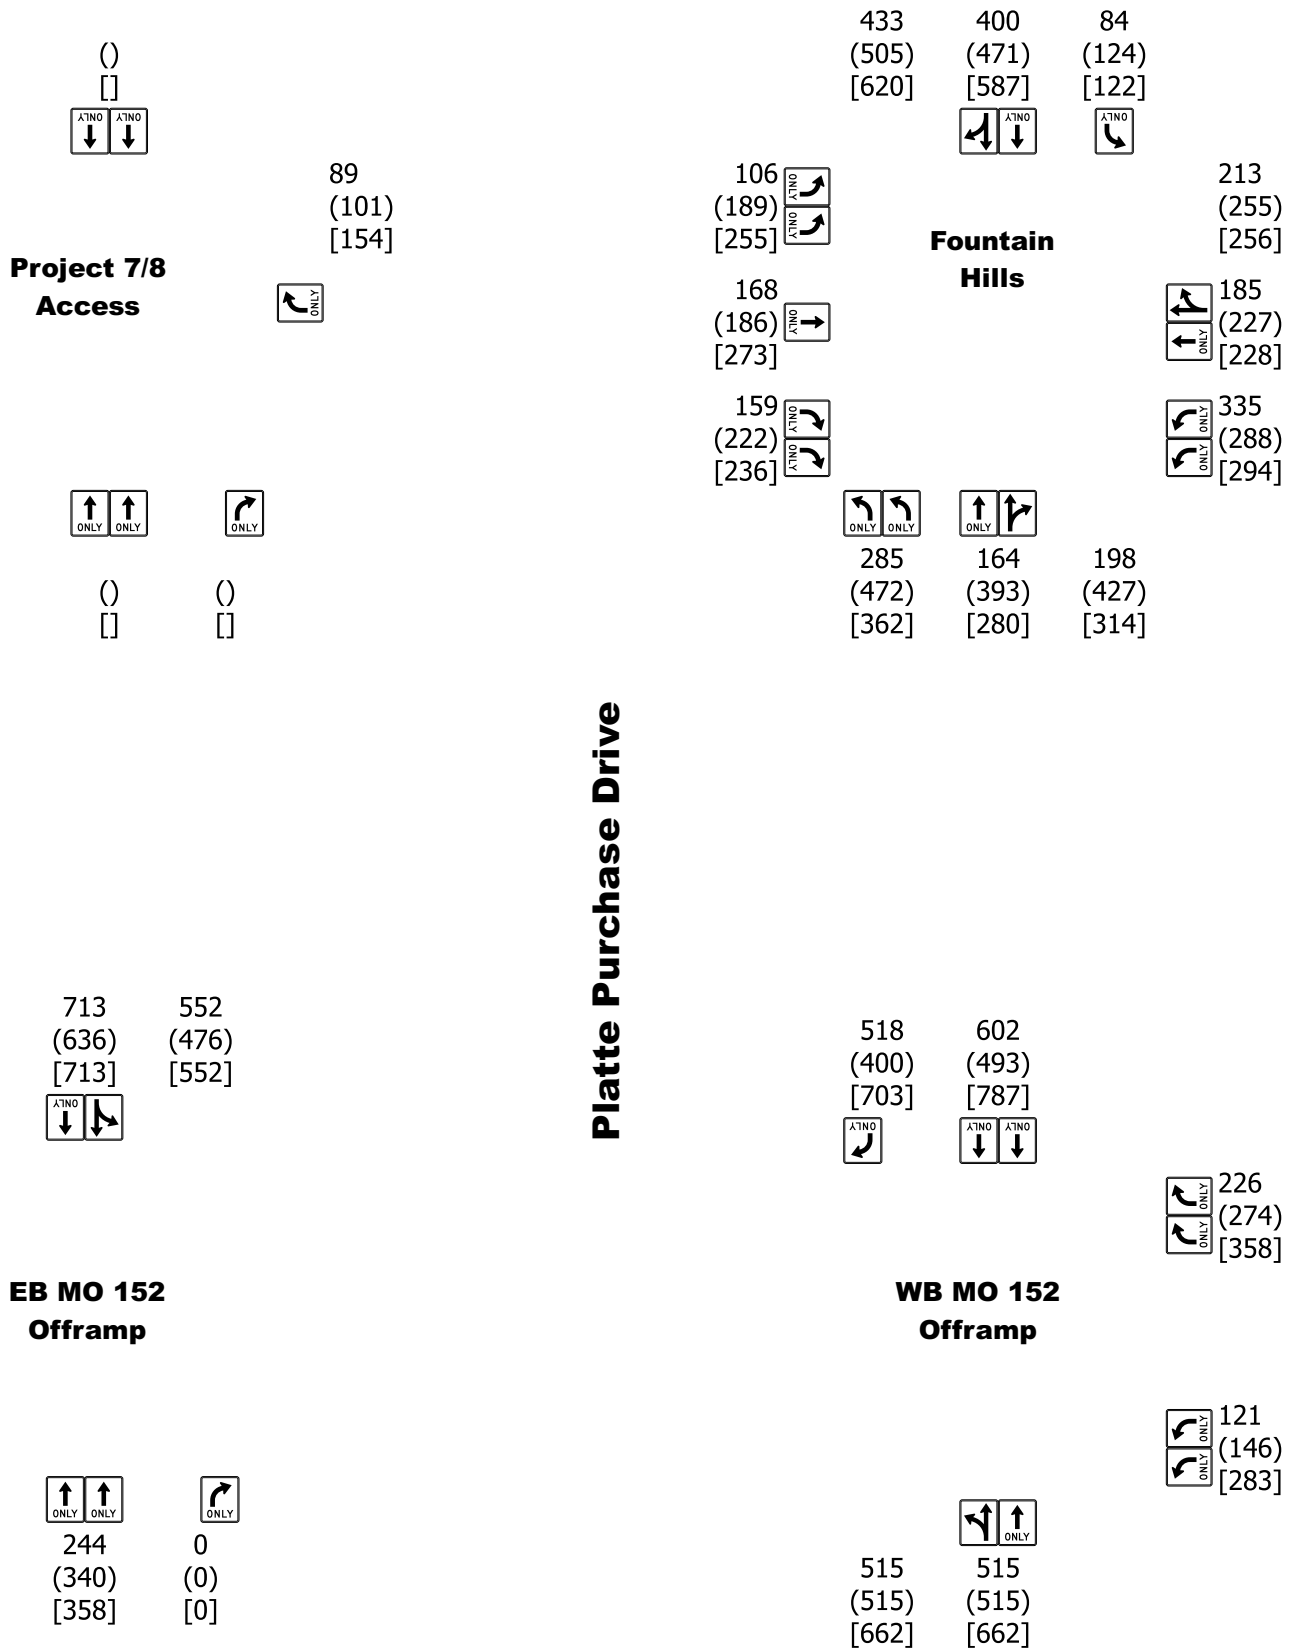 ()
[]
ONLY ONLY
89
(101)
[154]
Project 7/8
Access
ONLY
ONLY ONLY ONLY
() ()
[] []
433 400 84
(505) (471) (124)
[620] [587] [122]
ONLY ONLY
106
(189)
[255]
ONLY
ONLY
213
(255)
[256]
Fountain
Hills
168
(186)
[273]
ONLY
185
(227)
[228]
ONLY
159
(222)
[236]
ONLY
ONLY
335
(288)
[294]
ONLY
ONLY
ONLY ONLY ONLY
285 164 198
(472) (393) (427)
[362] [280] [314]
Platte Purchase Drive
713 552
(636) (476)
[713] [552]
ONLY
EB MO 152
Offramp
ONLY ONLY ONLY
244 0
(340) (0)
[358] [0]
518 602
(400) (493)
[703] [787]
ONLY ONLY ONLY
226
(274)
[358]
ONLY
ONLY
WB MO 152
Offramp
121
(146)
[283]
ONLY
ONLY
ONLY
515 515
(515) (515)
[662] [662]